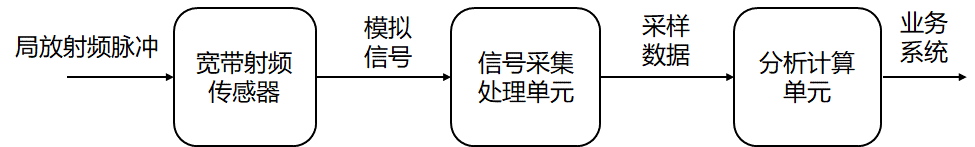 局放射频脉冲
宽带射频
传感器
模拟
信号
信号采集
处理单元
采样
数据
分析计算
单元
业务
系统